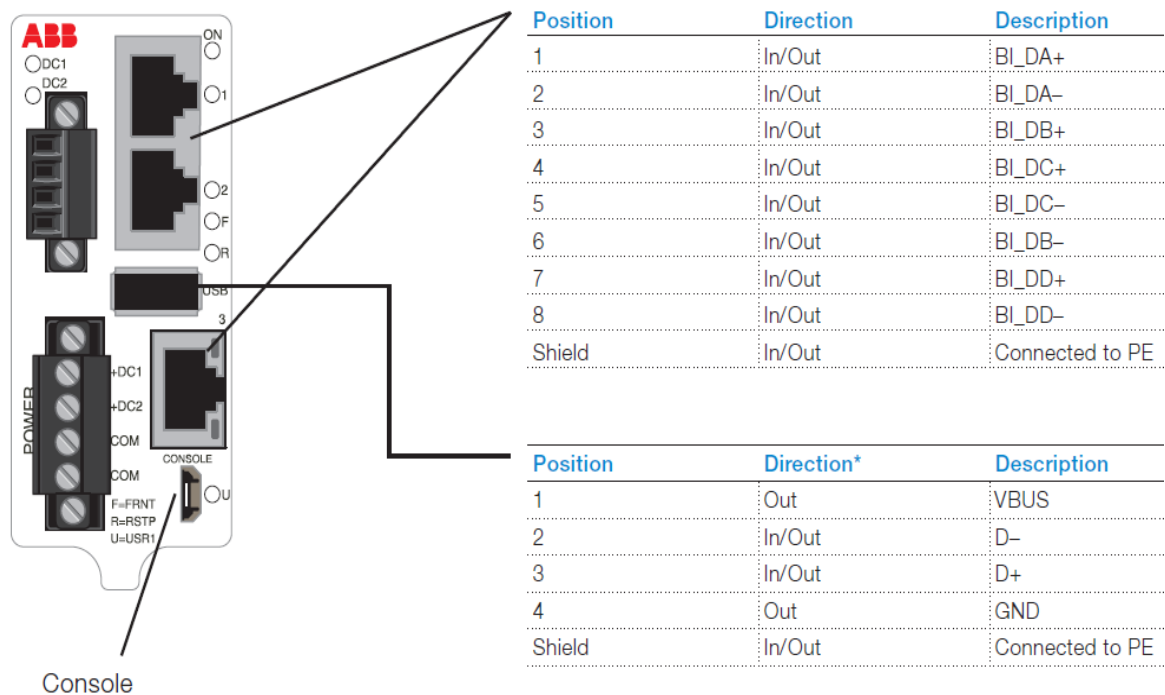 ABB
DC1
DC2
ON
1
2
F
R
USB
3
POWER
+DC1
+DC2
COM
COM
CONSOLE
F=FRNT
R=RSTP
U=USR1
U
Console
Position Direction Description
1 In/Out BI_DA+
2 In/Out BI_DA–
3 In/Out BI_DB+
4 In/Out BI_DC+
5 In/Out BI_DC–
6 In/Out BI_DB–
7 In/Out BI_DD+
8 In/Out BI_DD–
Shield In/Out Connected to PE
Position Direction* Description
1 Out VBUS
2 In/Out D–
3 In/Out D+
4 Out GND
Shield In/Out Connected to PE